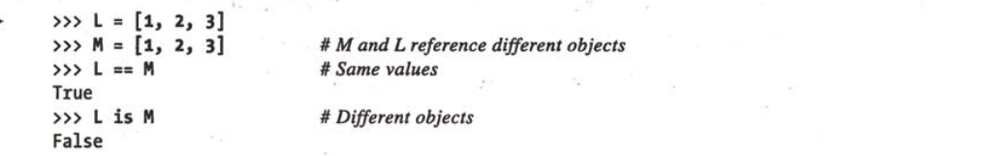 >>> L = [1, 2, 3]
>>> M = [1, 2, 3] # M and L reference different objects
>>> L == M # Same values
True
>>> L is M # Different objects
False